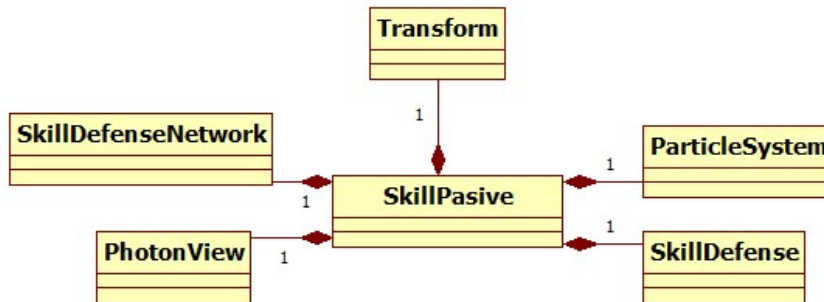 Transform
1
SkillDefenseNetwork
ParticleSystem
1
1
SkillPasive
1
1
PhotonView
SkillDefense